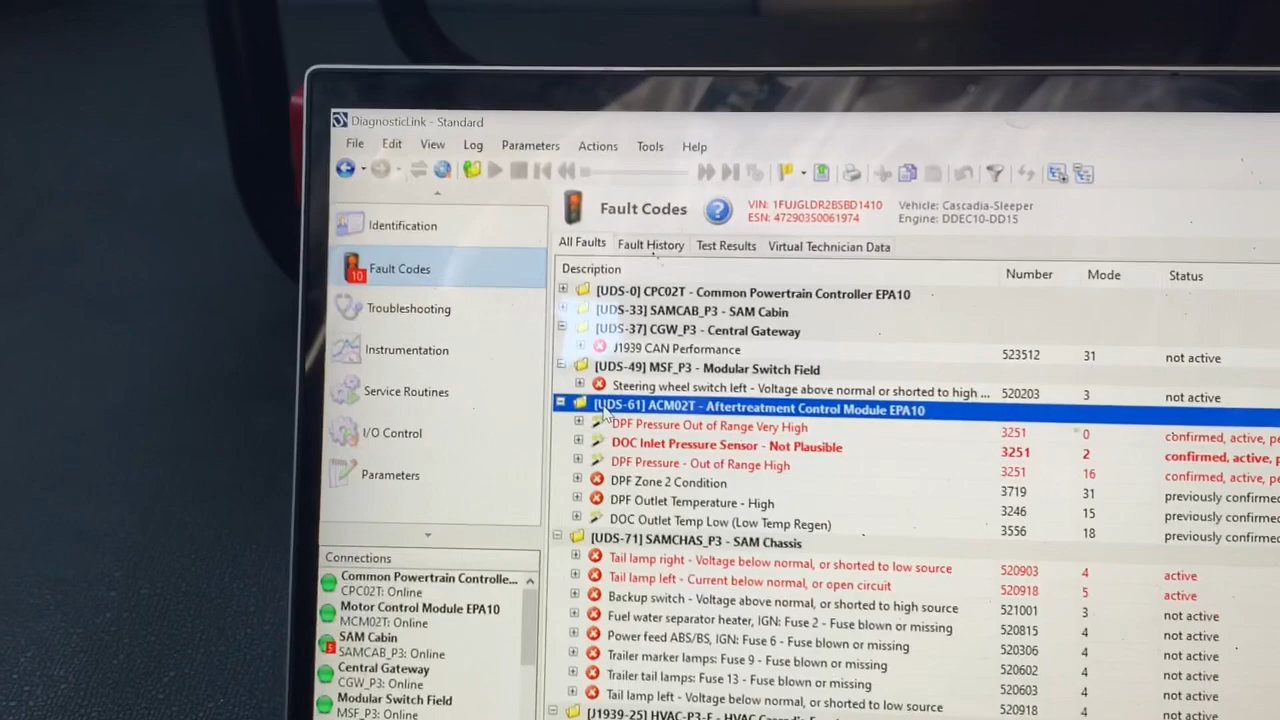 DiagnosticLink - Standard
File Edit View Log Parameters Actions Tools Help
Fault Codes
VIN: 1FUJGLDR2BSBD1410
ESN: 472903S0061974
Vehicle: Cascadia-Sleeper
Engine: DDEC10-DD15
Identification
10 Fault Codes
Troubleshooting
Instrumentation
Service Routines
I/O Control
Parameters
Connections
Common Powertrain Controlle...
CPC02T: Online
Motor Control Module EPA10
MCM02T: Online
SAM Cabin
SAMCAB_P3: Online
Central Gateway
CGW_P3: Online
Modular Switch Field
MSF_P3: Online
All Faults Fault History Test Results Virtual Technician Data
Description Number Mode Status
[UDS-0] CPC02T - Common Powertrain Controller EPA10
[UDS-33] SAMCAB_P3 - SAM Cabin
[UDS-37] CGW_P3 - Central Gateway
J1939 CAN Performance 523512 31 not active
[UDS-49] MSF_P3 - Modular Switch Field
Steering wheel switch left - Voltage above normal or shorted to high ... 520203 3 not active
[UDS-61] ACM02T - Aftertreatment Control Module EPA10
DPF Pressure Out of Range Very High 3251 0 confirmed, active, pe
DOC Inlet Pressure Sensor - Not Plausible 3251 2 confirmed, active, p
DPF Pressure - Out of Range High 3251 16 confirmed, active, pe
DPF Zone 2 Condition 3719 31 previously confirme
DPF Outlet Temperature - High 3246 15 previously confirme
DOC Outlet Temp Low (Low Temp Regen) 3556 18 previously confirmed
[UDS-71] SAMCHAS_P3 - SAM Chassis
Tail lamp right - Voltage below normal, or shorted to low source 520903 4 active
Tail lamp left - Current below normal, or open circuit 520918 5 active
Backup switch - Voltage above normal, or shorted to high source 521001 3 not active
Fuel water separator heater, IGN: Fuse 2 - Fuse blown or missing 520815 4 not active
Power feed ABS/BS, IGN: Fuse 6 - Fuse blown or missing 520306 4 not active
Trailer marker lamps: Fuse 9 - Fuse blown or missing 520602 4 not active
Trailer tail lamps: Fuse 13 - Fuse blown or missing 520603 4 not active
Tail lamp left - Voltage below normal, or shorted to low source 520918 4 not active
[J1939-25] HVAC-P3-F - HVAC